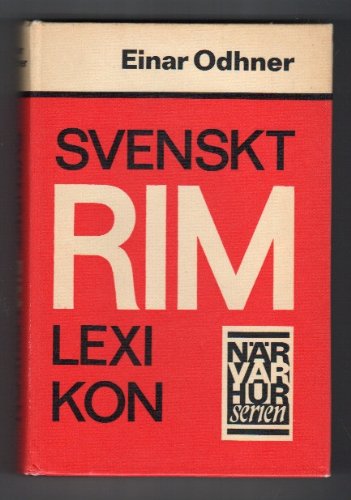 Einar Odhner
SVENSKT
RIM
LEXI
KON
NÄR
VAR
HUR
serien